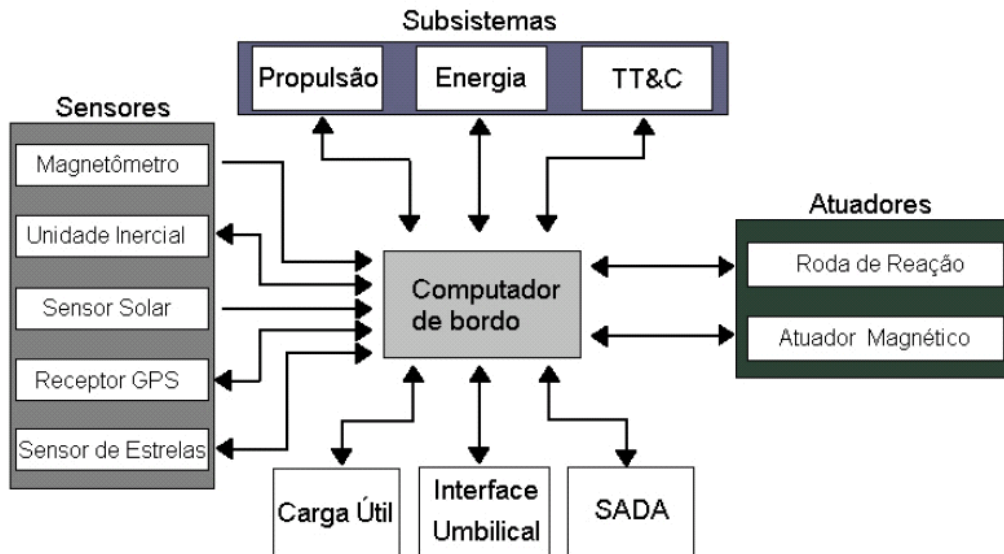 Subsistemas
Propulsão
Energia
TT&C
Sensores
Magnetômetro
Unidade Inercial
Sensor Solar
Receptor GPS
Sensor de Estrelas
Computador
de bordo
Atuadores
Roda de Reação
Atuador Magnético
Carga Útil
Interface
Umbilical
SADA